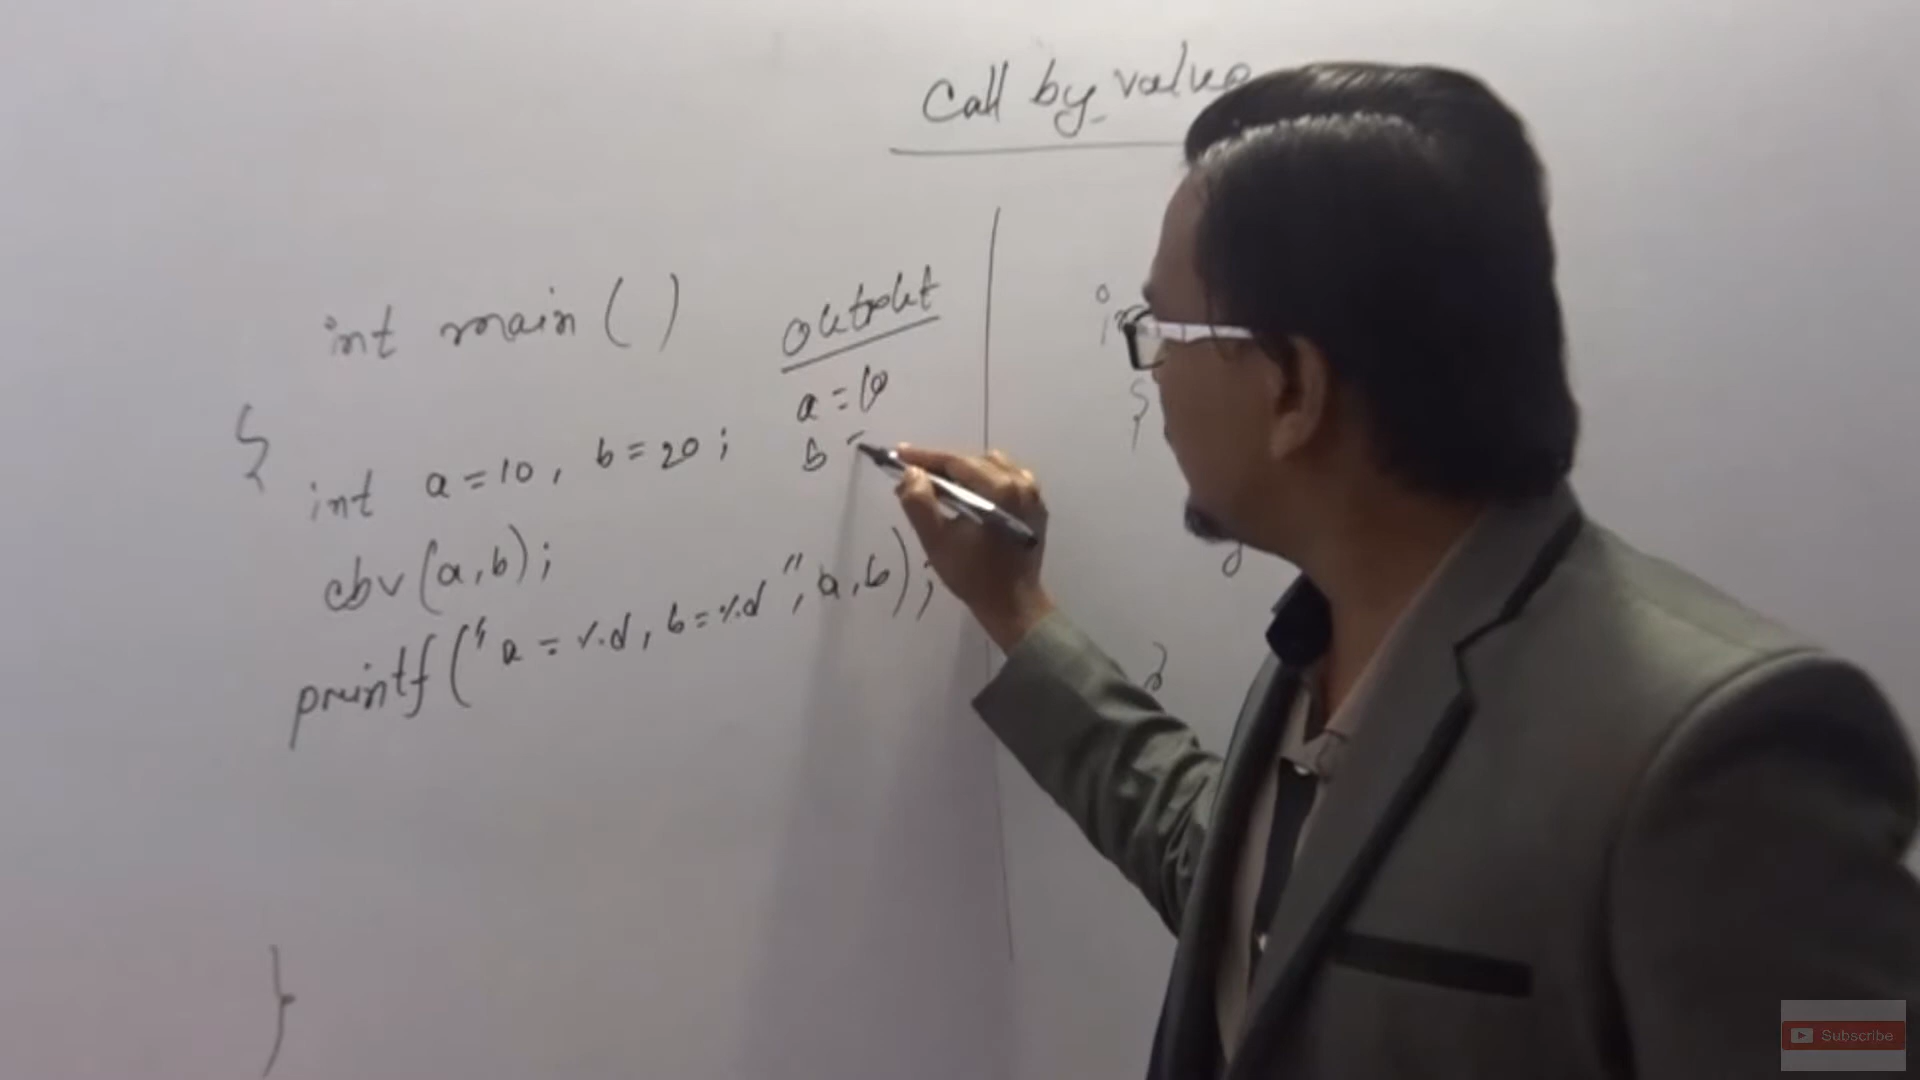 Call by value
int main ( )
{
int a = 10 , b = 20 ;
cbv (a, b) ;
printf ( " a = %d , b = %d " , a , b ) ;
}
output
a = 10
b =
{
Subscribe